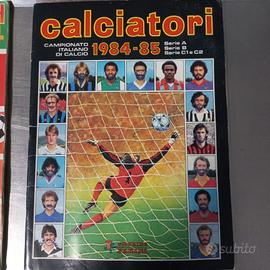 calciatori
CAMPIONATO
ITALIANO
DI CALCIO
1984-85
Serie A
Serie B
Serie C1 e C2
subito